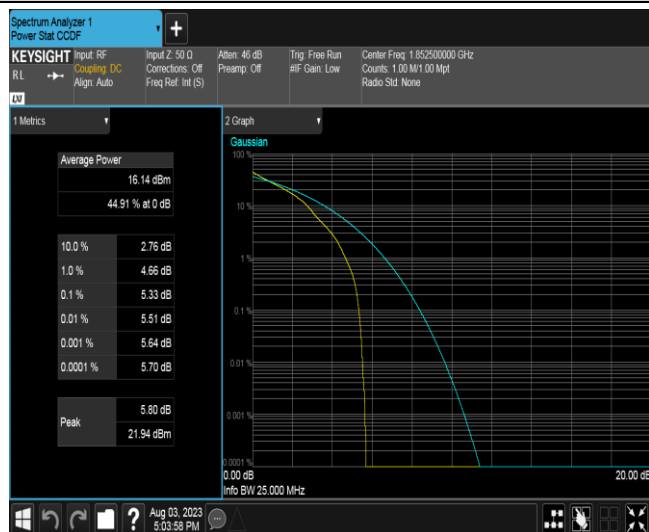 Spectrum Analyzer 1
Power Stat CCDF
KEYSIGHT Input: RF Input Z: 50 Ω Atten: 46 dB Trig: Free Run Center Freq: 1.852500000 GHz
RL Coupling: DC Corrections: Off Preamp: Off #IF Gain: Low Counts: 1.00 M/1.00 Mpt
Align: Auto Freq Ref: Int (S) Radio Std: None
LXI
1 Metrics
Average Power
16.14 dBm
44.91 % at 0 dB
10.0 % 2.76 dB
1.0 % 4.66 dB
0.1 % 5.33 dB
0.01 % 5.51 dB
0.001 % 5.64 dB
0.0001 % 5.70 dB
Peak 5.80 dB
21.94 dBm
2 Graph
Gaussian
100 %
10 %
1 %
0.1 %
0.01 %
0.001 %
0.0001 %
0.00 dB 20.00 dB
Info BW 25.000 MHz
Aug 03, 2023
5:03:58 PM